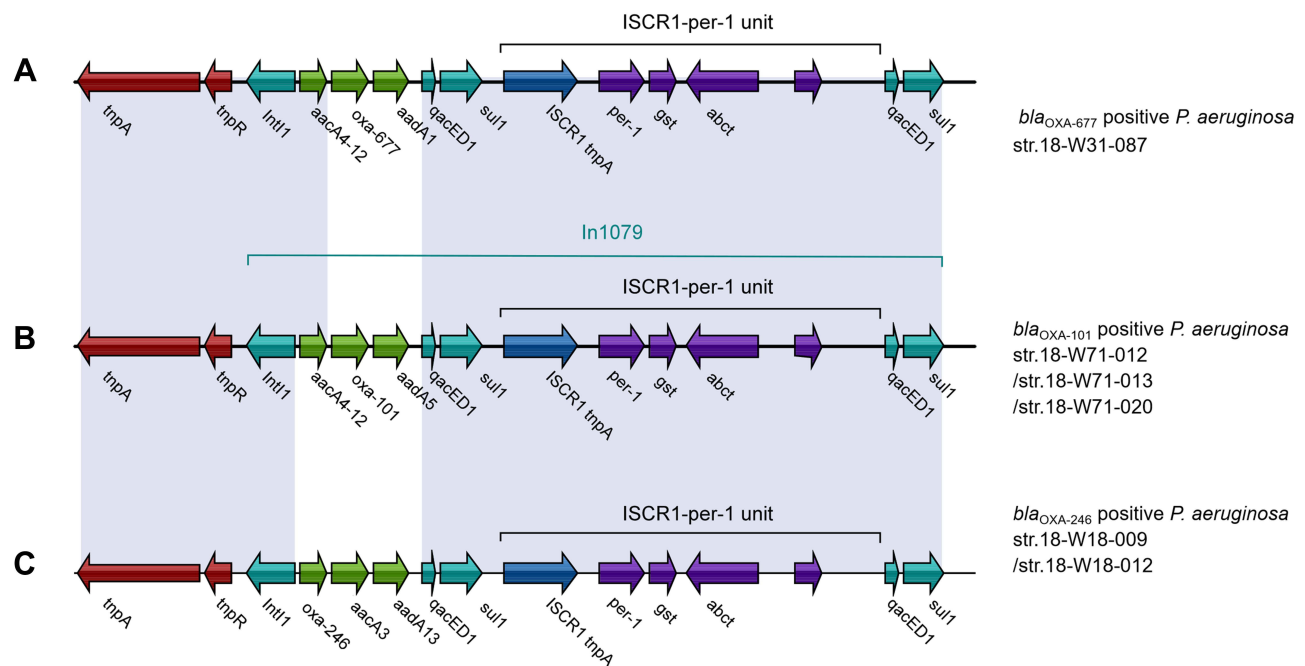 ISCR1-per-1 unit
A
tnpA
tnpR
IntI1
aacA4-12
oxa-677
aadA1
qacED1
sul1
ISCR1 tnpA
per-1
gst
abct
qacED1
sul1
blaOXA-677 positive P. aeruginosa
str.18-W31-087
In1079
ISCR1-per-1 unit
B
tnpA
tnpR
IntI1
aacA4-12
oxa-101
aadA5
qacED1
sul1
ISCR1 tnpA
per-1
gst
abct
qacED1
sul1
blaOXA-101 positive P. aeruginosa
str.18-W71-012
/str.18-W71-013
/str.18-W71-020
ISCR1-per-1 unit
C
tnpA
tnpR
IntI1
oxa-246
aacA3
aadA13
qacED1
sul1
ISCR1 tnpA
per-1
gst
abct
qacED1
sul1
blaOXA-246 positive P. aeruginosa
str.18-W18-009
/str.18-W18-012